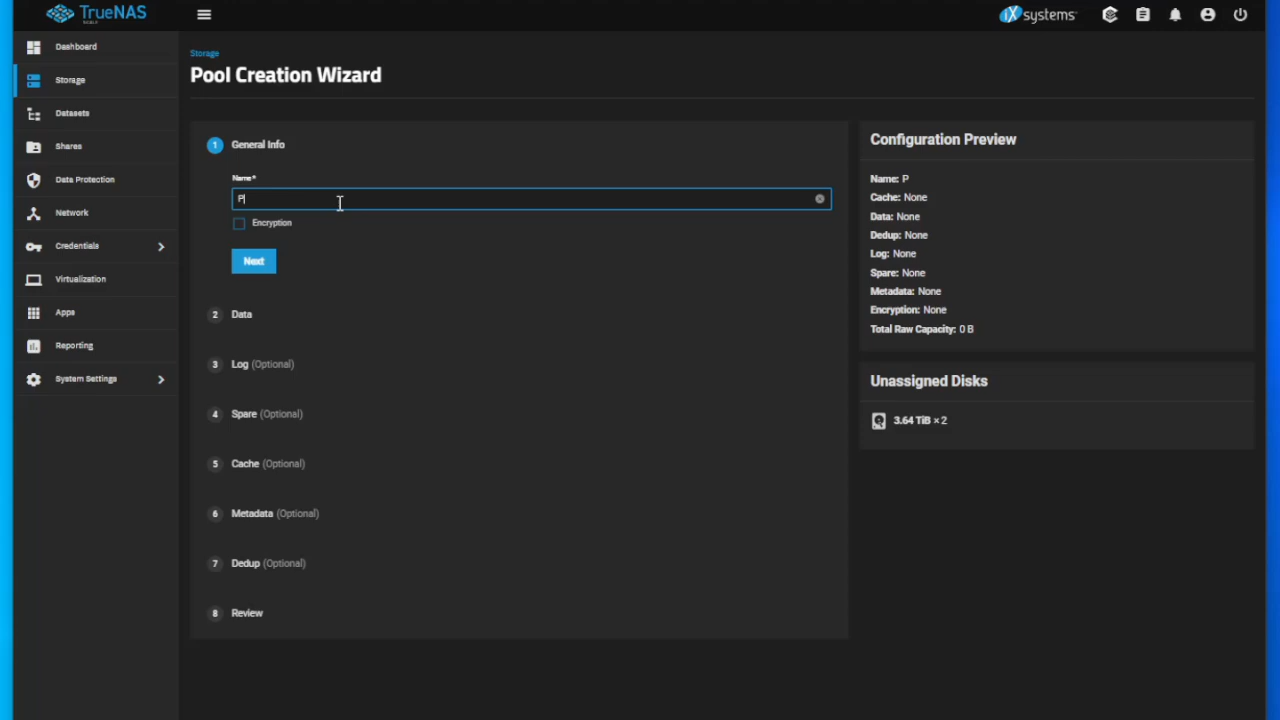 TrueNAS
SCALE
iXsystems
Dashboard
Storage
Datasets
Shares
Data Protection
Network
Credentials
Virtualization
Apps
Reporting
System Settings
Storage
Pool Creation Wizard
1 General Info
Name*
P
Encryption
Next
2 Data
3 Log (Optional)
4 Spare (Optional)
5 Cache (Optional)
6 Metadata (Optional)
7 Dedup (Optional)
8 Review
Configuration Preview
Name: P
Cache: None
Data: None
Dedup: None
Log: None
Spare: None
Metadata: None
Encryption: None
Total Raw Capacity: 0 B
Unassigned Disks
3.64 TiB × 2